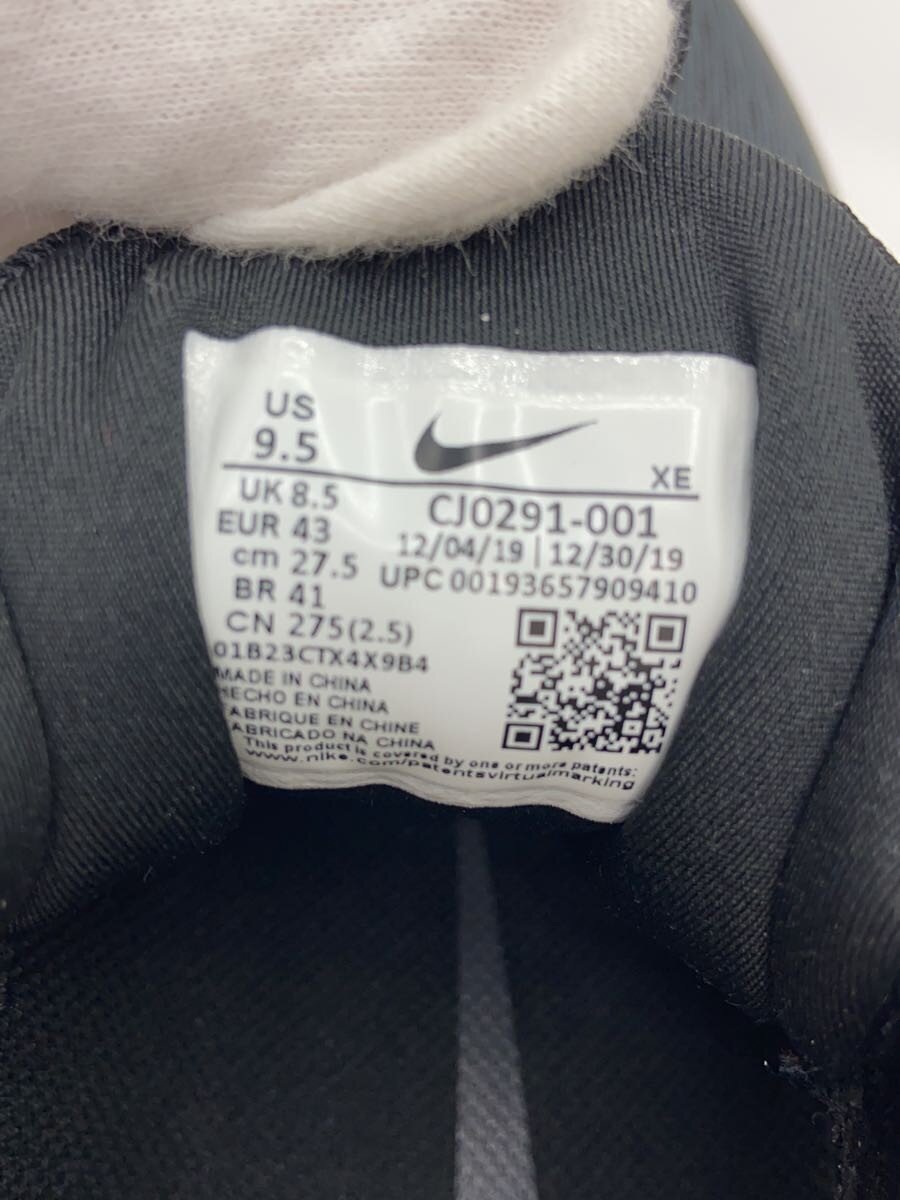 US
9.5
XE
UK 8.5
CJ0291-001
EUR 43
12/04/19 | 12/30/19
cm 27.5
UPC 00193657909410
BR 41
CN 275(2.5)
01B23CTX4X9B4
MADE IN CHINA
HECHO EN CHINA
FABRIQUE EN CHINE
FABRICADO NA CHINA
This product is covered by one or more patents:
www.nike.com/patentsvirtualmarking